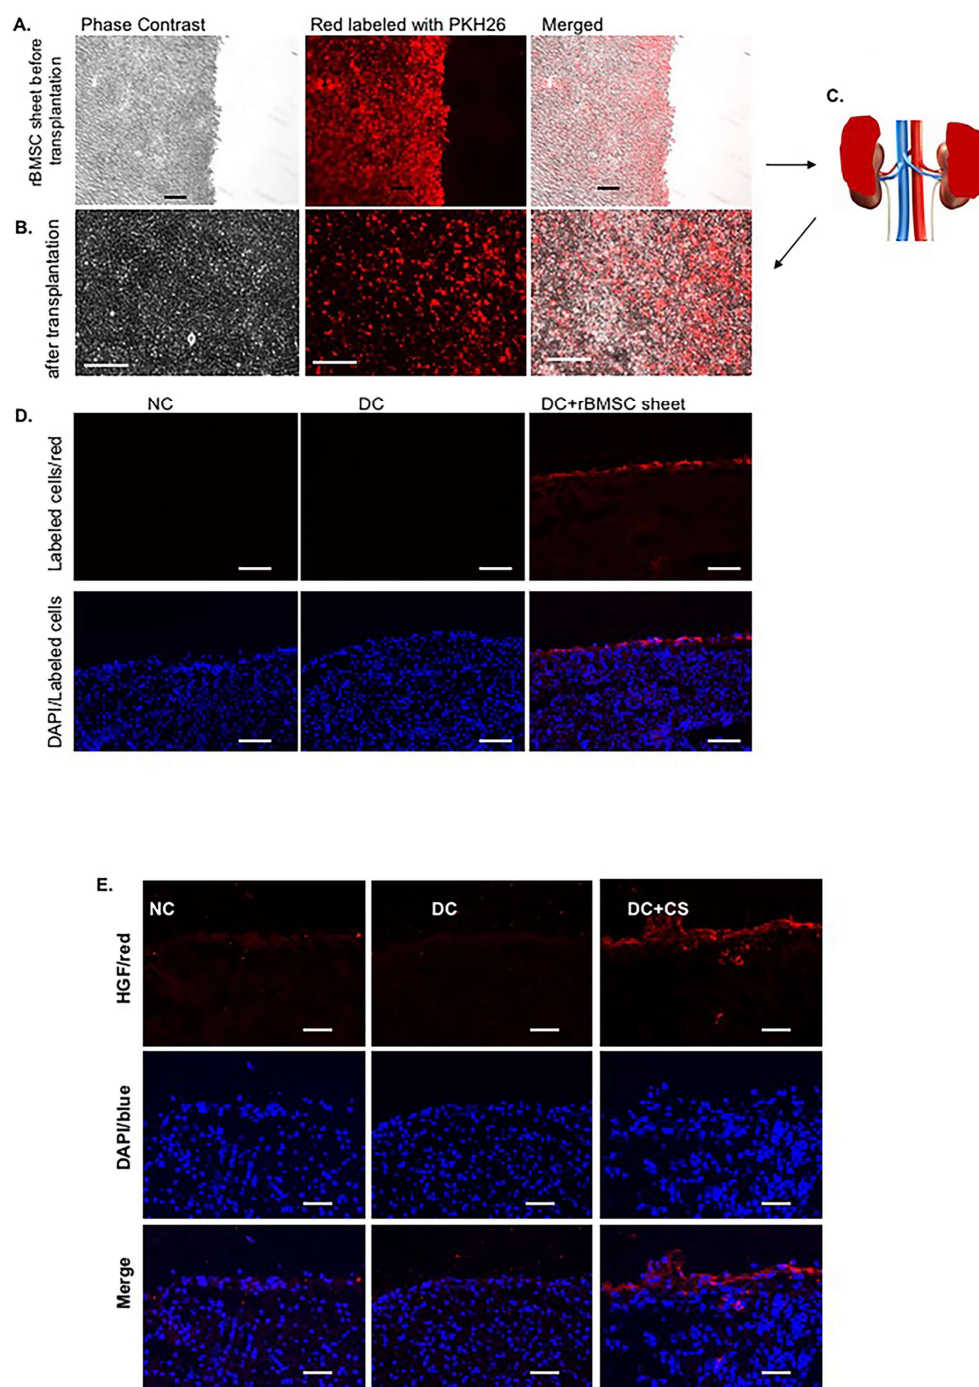 A.
Phase Contrast
Red labeled with PKH26
Merged
rBMSC sheet before
transplantation
C.
B.
after transplantation
D.
NC
DC
DC+rBMSC sheet
Labeled cells/red
DAPI/Labeled cells
E.
NC
DC
DC+CS
HGF/red
DAPI/blue
Merge